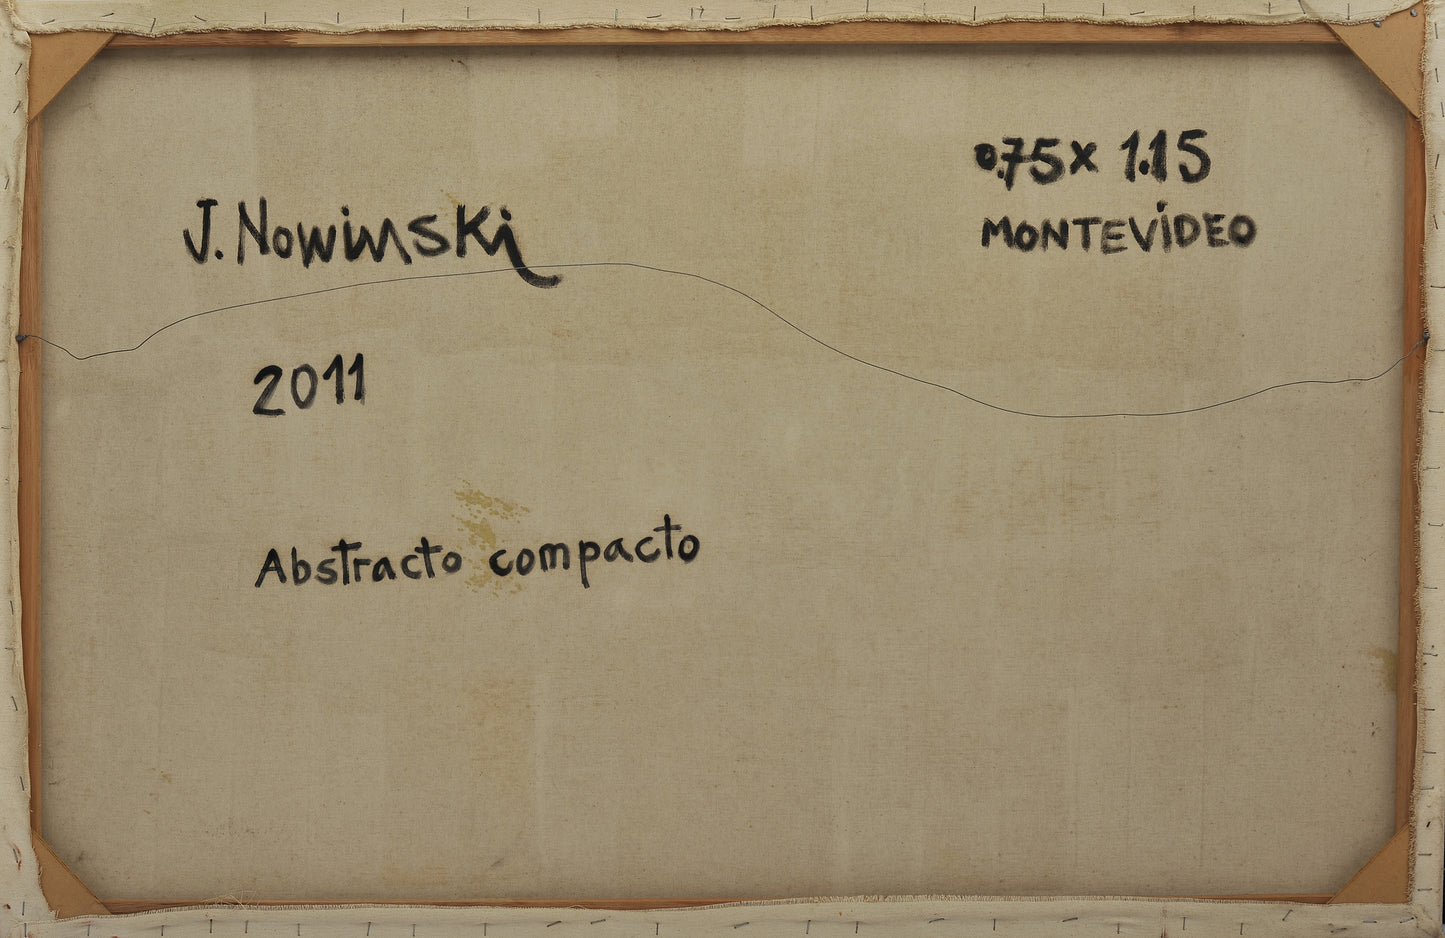 0.75 x 1.15
MONTEVIDEO
J. Nowinski
2011
Abstracto compacto